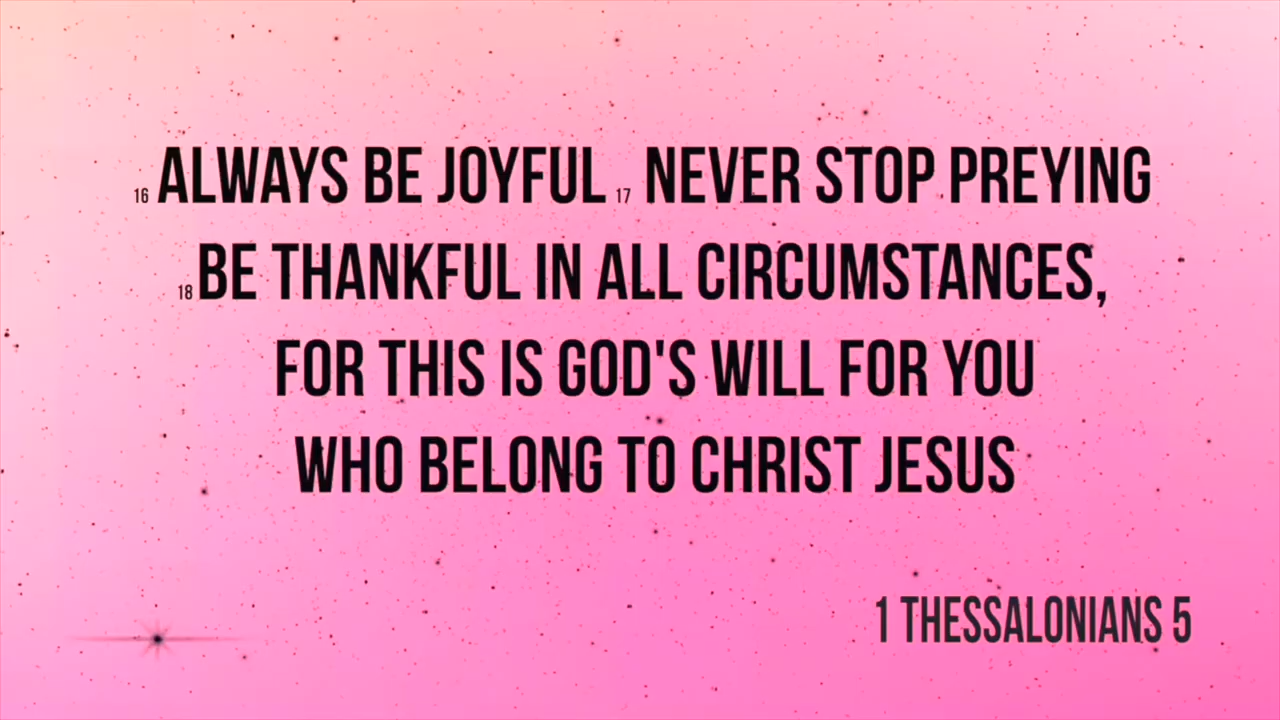 16 ALWAYS BE JOYFUL 17 NEVER STOP PREYING
18 BE THANKFUL IN ALL CIRCUMSTANCES,
FOR THIS IS GOD'S WILL FOR YOU
WHO BELONG TO CHRIST JESUS
1 THESSALONIANS 5